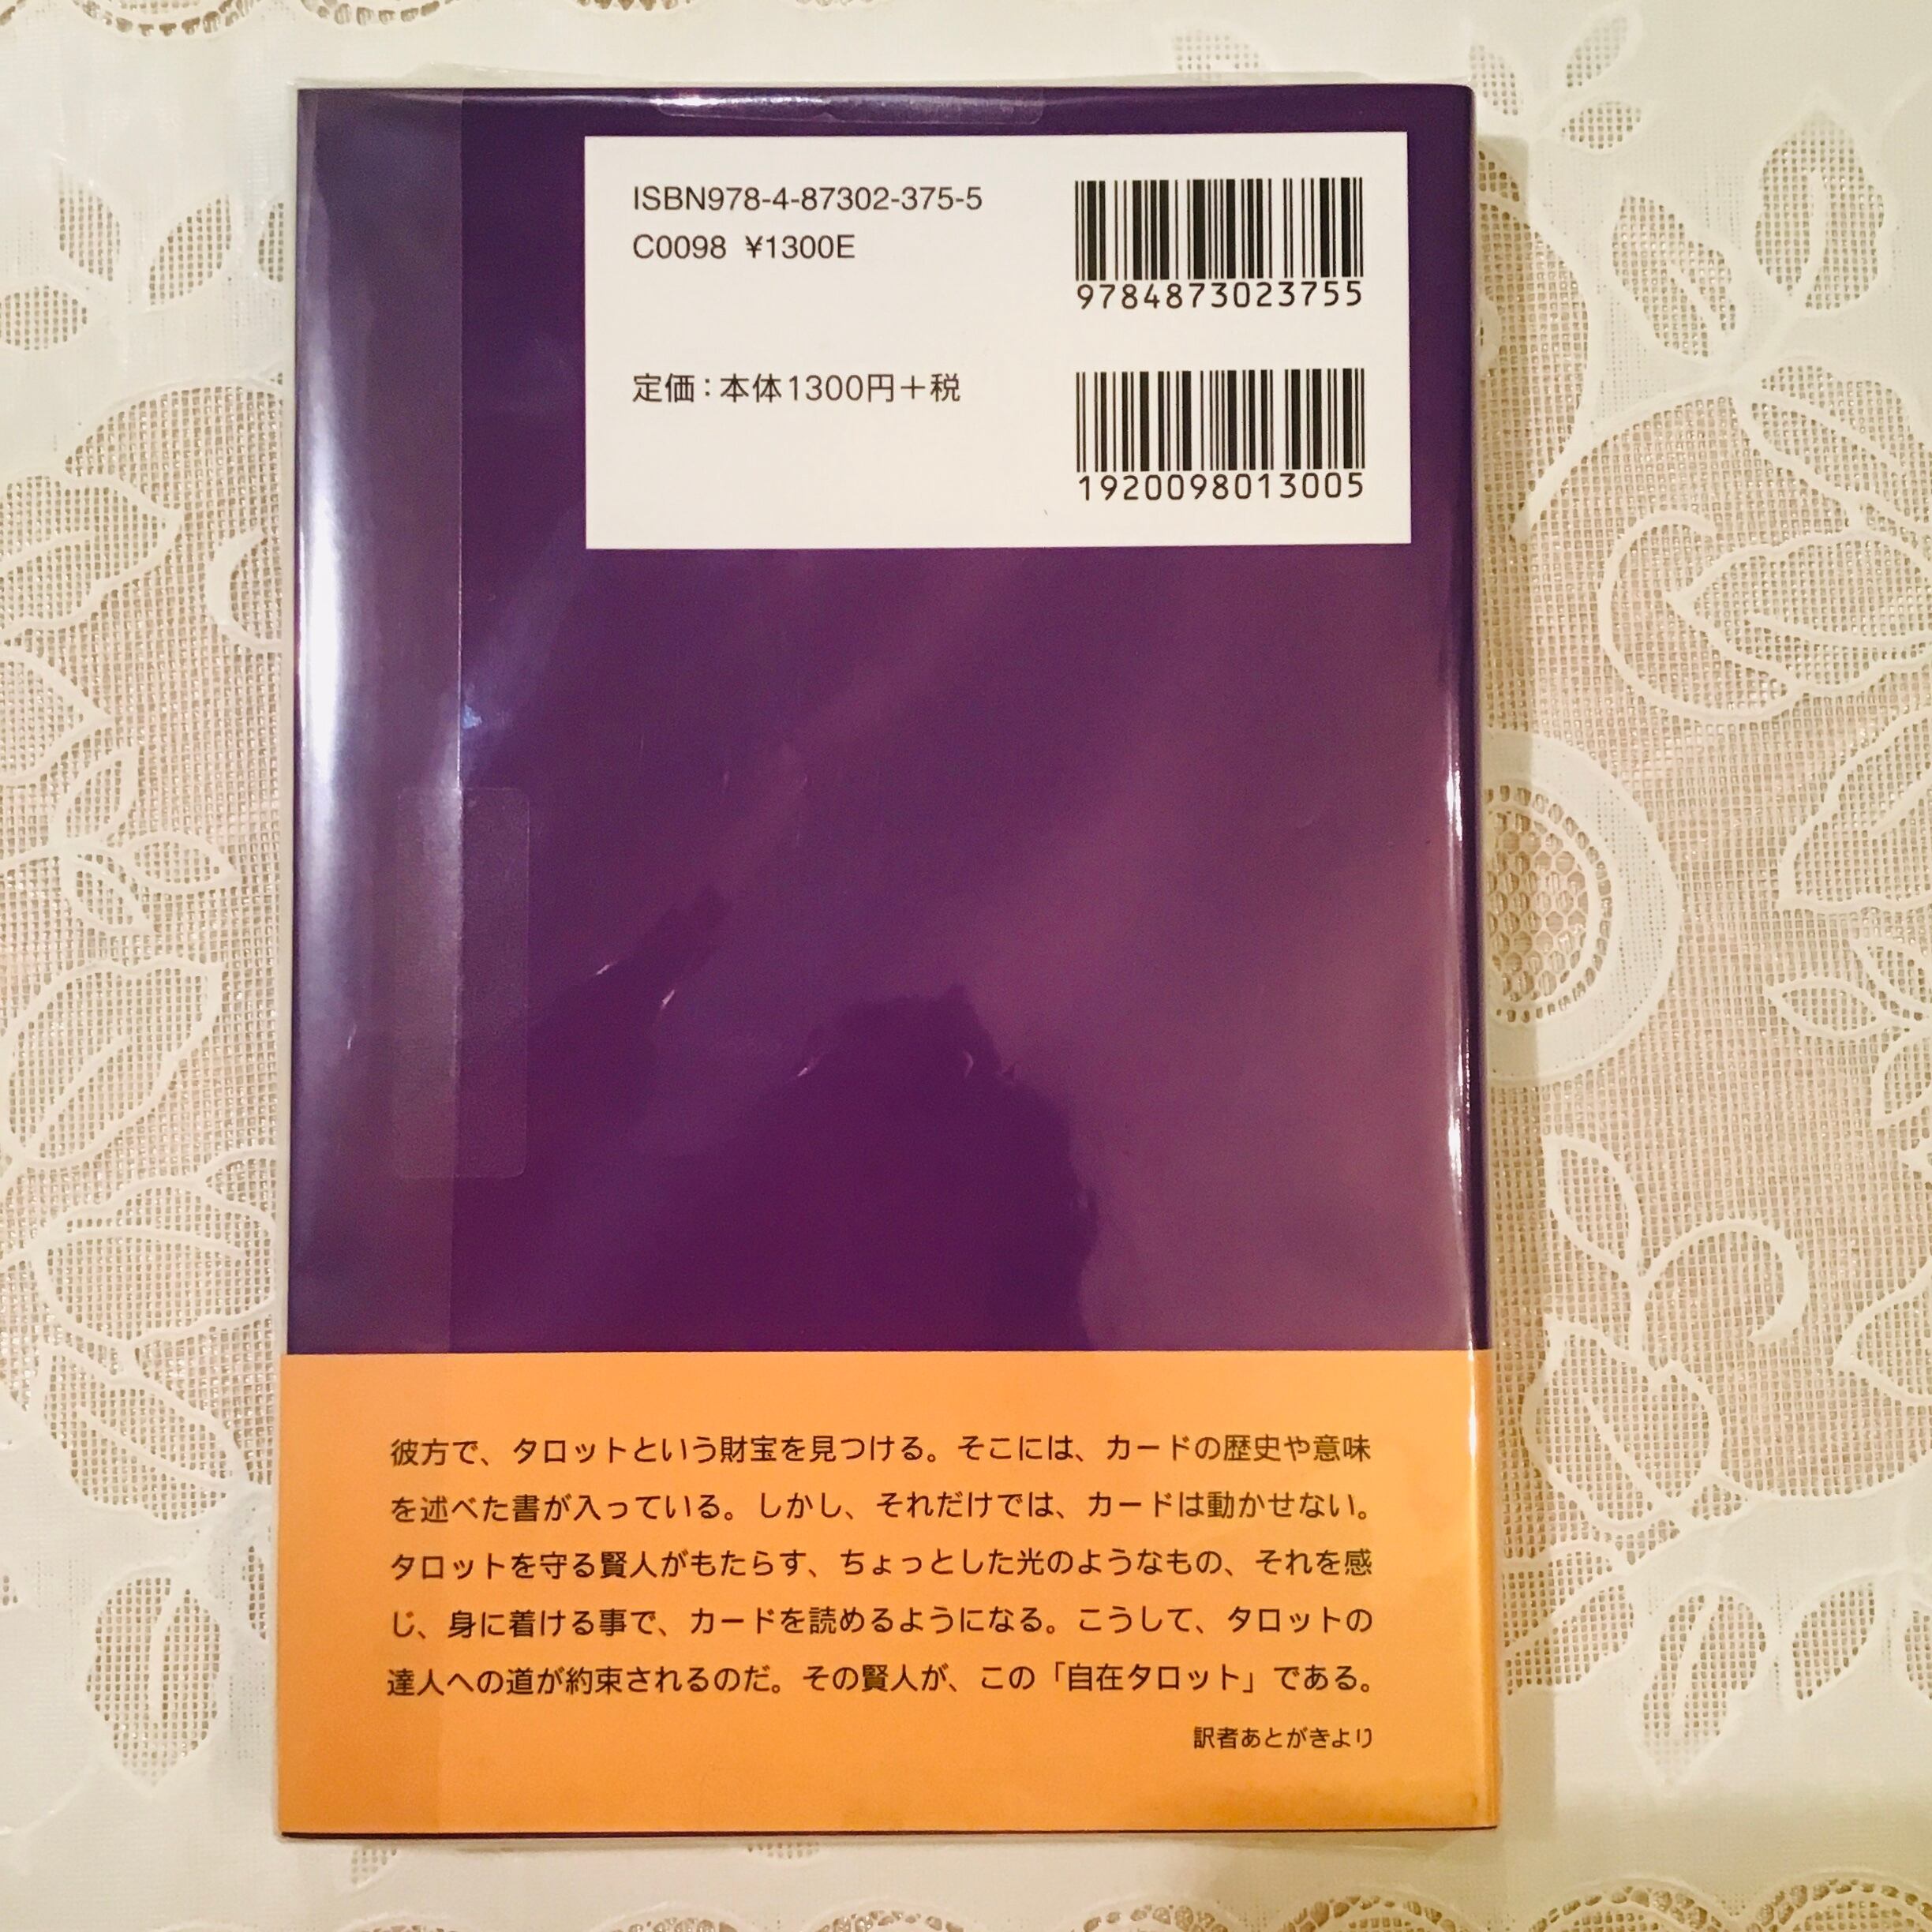 ISBN978-4-87302-375-5
C0098 ¥1300E
9784873023755
定価：本体1300円＋税
1920098013005
彼方で、タロットという財宝を見つける。そこには、カードの歴史や意味
を述べた書が入っている。しかし、それだけでは、カードは動かせない。
タロットを守る賢人がもたらす、ちょっとした光のようなもの、それを感
じ、身に着ける事で、カードを読めるようになる。こうして、タロットの
達人への道が約束されるのだ。その賢人が、この「自在タロット」である。
訳者あとがきより